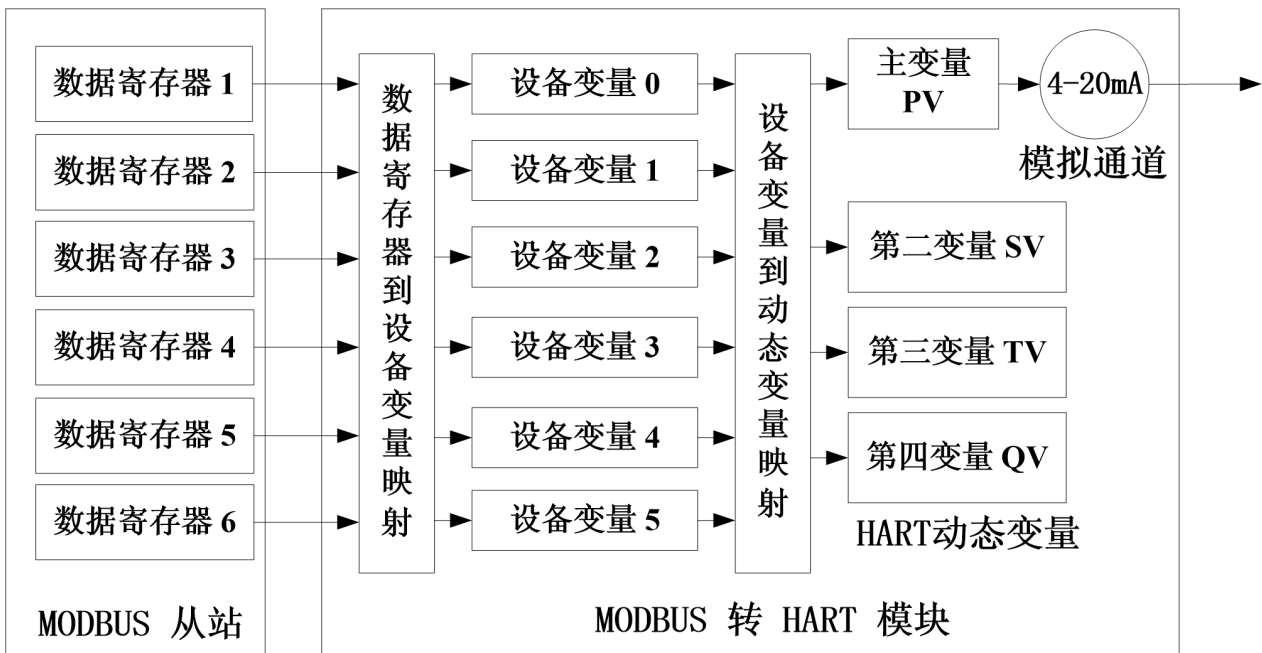 数据寄存器 1
数据寄存器 2
数据寄存器 3
数据寄存器 4
数据寄存器 5
数据寄存器 6
MODBUS 从站
数据寄存器到设备变量映射
设备变量 0
设备变量 1
设备变量 2
设备变量 3
设备变量 4
设备变量 5
设备变量到动态变量映射
主变量
PV
4-20mA
模拟通道
第二变量 SV
第三变量 TV
第四变量 QV
HART动态变量
MODBUS 转 HART 模块